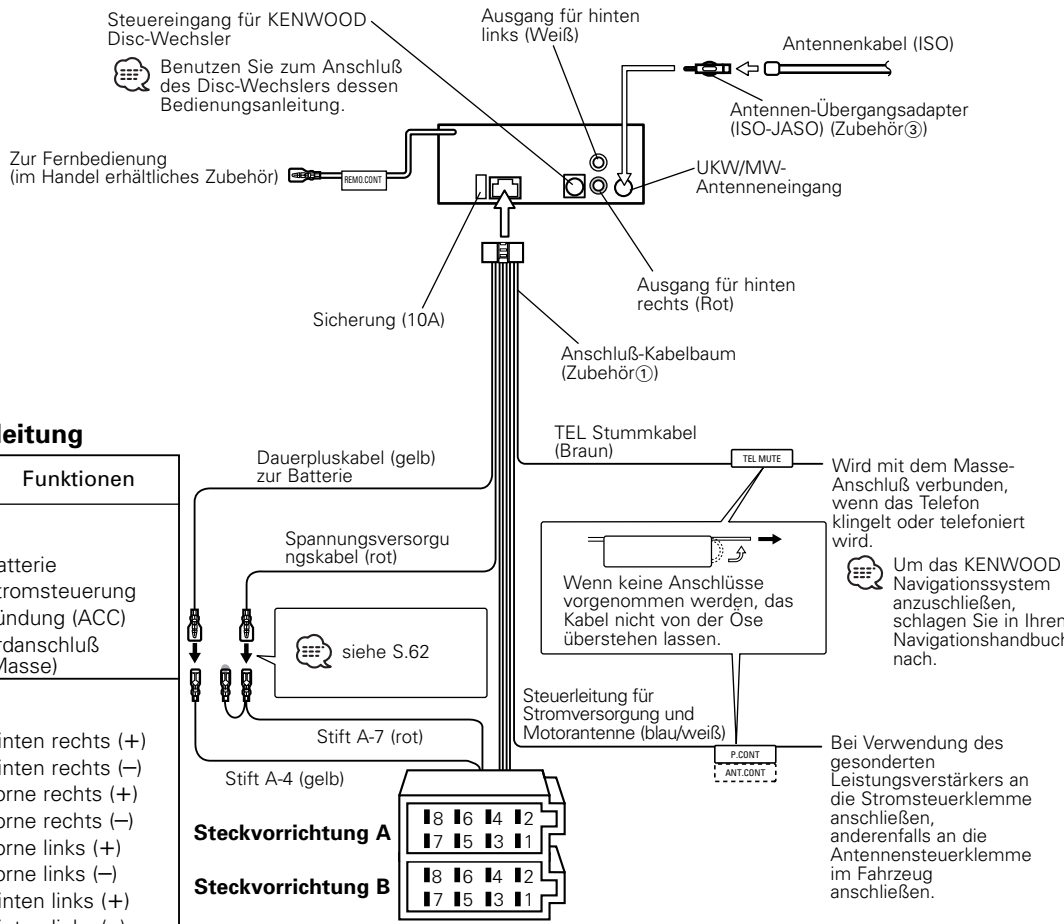 Steuereingang für KENWOOD
Disc-Wechsler
Benutzen Sie zum Anschluß
des Disc-Wechslers dessen
Bedienungsanleitung.
Ausgang für hinten
links (Weiß)
Antennenkabel (ISO)
Antennen-Übergangsadapter
(ISO-JASO) (Zubehör③)
Zur Fernbedienung
(im Handel erhältliches Zubehör)
REMO.CONT
UKW/MW-
Antenneneingang
Ausgang für hinten
rechts (Rot)
Sicherung (10A)
Anschluß-Kabelbaum
(Zubehör①)
leitung
Funktionen
atterie
tromsteuerung
ündung (ACC)
rdanschluß
Masse)
inten rechts (+)
inten rechts (–)
orne rechts (+)
orne rechts (–)
orne links (+)
orne links (–)
inten links (+)
Dauerpluskabel (gelb)
zur Batterie
Spannungsversorgu
ngskabel (rot)
siehe S.62
Stift A-7 (rot)
Stift A-4 (gelb)
TEL Stummkabel
(Braun)
TEL MUTE
Wird mit dem Masse-
Anschluß verbunden,
wenn das Telefon
klingelt oder telefoniert
wird.
Um das KENWOOD
Navigationssystem
anzuschließen,
schlagen Sie in Ihren
Navigationshandbuch
nach.
Wenn keine Anschlüsse
vorgenommen werden, das
Kabel nicht von der Öse
überstehen lassen.
Steuerleitung für
Stromversorgung und
Motorantenne (blau/weiß)
P.CONT
ANT.CONT
Bei Verwendung des
gesonderten
Leistungsverstärkers an
die Stromsteuerklemme
anschließen,
anderenfalls an die
Antennensteuerklemme
im Fahrzeug
anschließen.
Steckvorrichtung A
8 6 4 2
7 5 3 1
Steckvorrichtung B
8 6 4 2
7 5 3 1